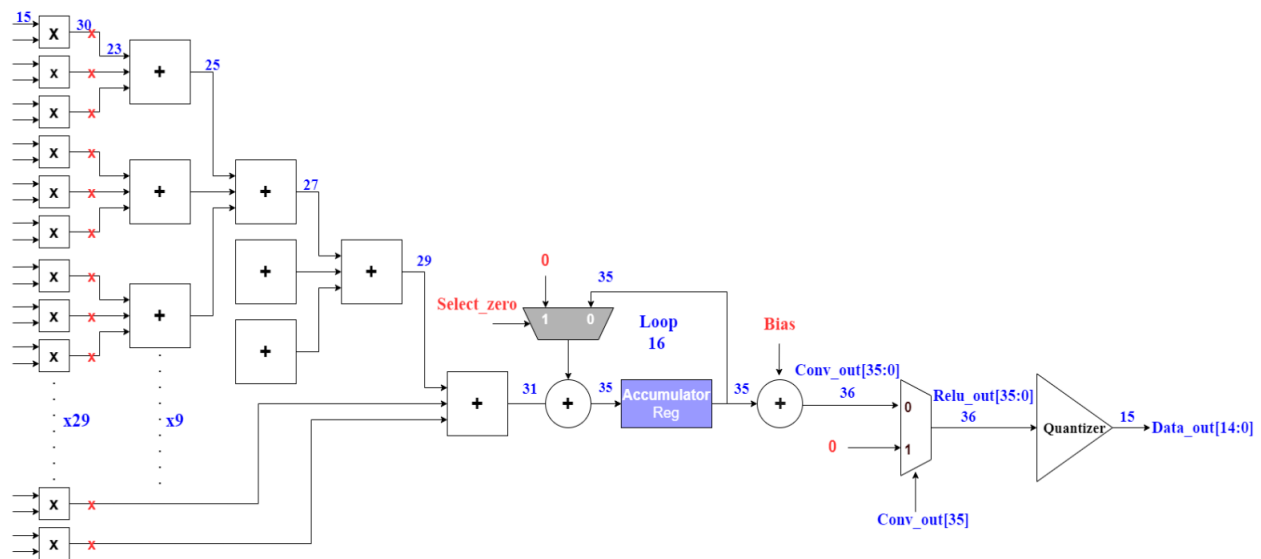 15
30
x
x
23
+
25
x
x
x
x
x
x
x
+
+
27
x
x
x
x
x
x
+
+
29
0
35
x
x
+
Select_zero
1
0
Loop
16
x
x
+
Bias
Conv_out[35:0]
x29
x9
+
31
+
35
Accumulator
Reg
35
+
36
0
Relu_out[35:0]
36
Quantizer
15
Data_out[14:0]
0
1
x
x
Conv_out[35]
x
x